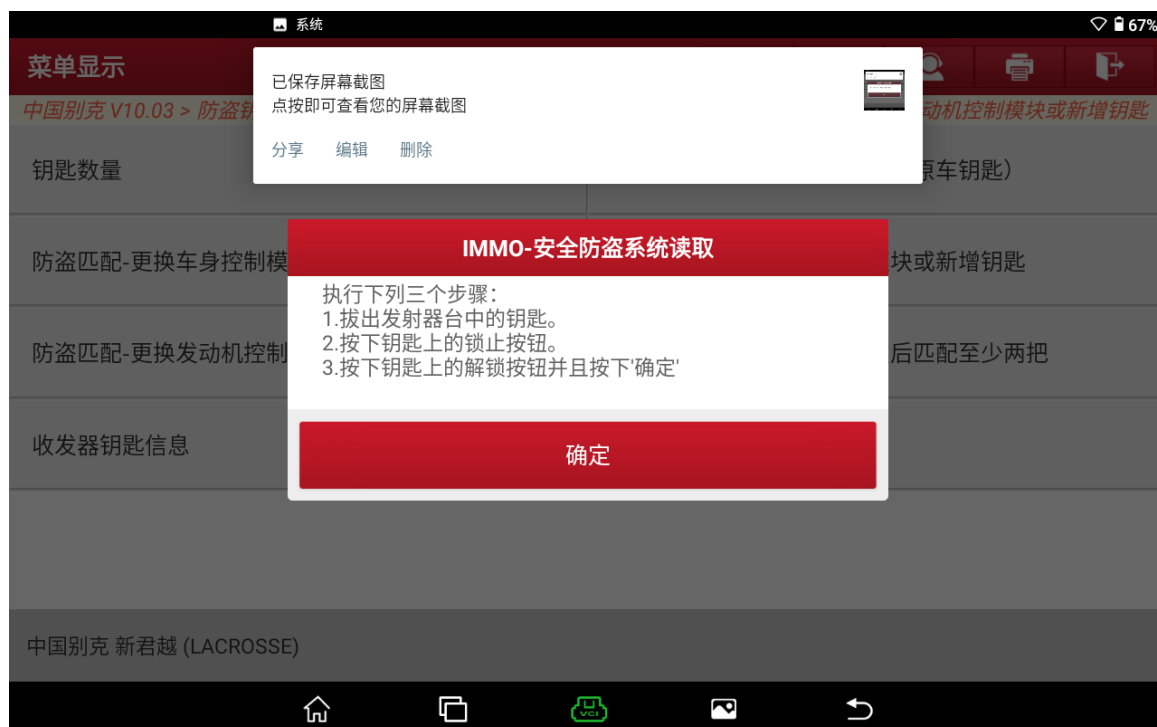 系统
67%
菜单显示
已保存屏幕截图
点按即可查看您的屏幕截图
分享 编辑 删除
中国别克 V10.03 > 防盗
动机控制模块或新增钥匙
钥匙数量
原车钥匙）
IMMO-安全防盗系统读取
防盗匹配-更换车身控制模
块或新增钥匙
执行下列三个步骤：
1.拔出发射器台中的钥匙。
2.按下钥匙上的锁止按钮。
3.按下钥匙上的解锁按钮并且按下'确定'
防盗匹配-更换发动机控制
后匹配至少两把
收发器钥匙信息
确定
中国别克 新君越 (LACROSSE)
VCI